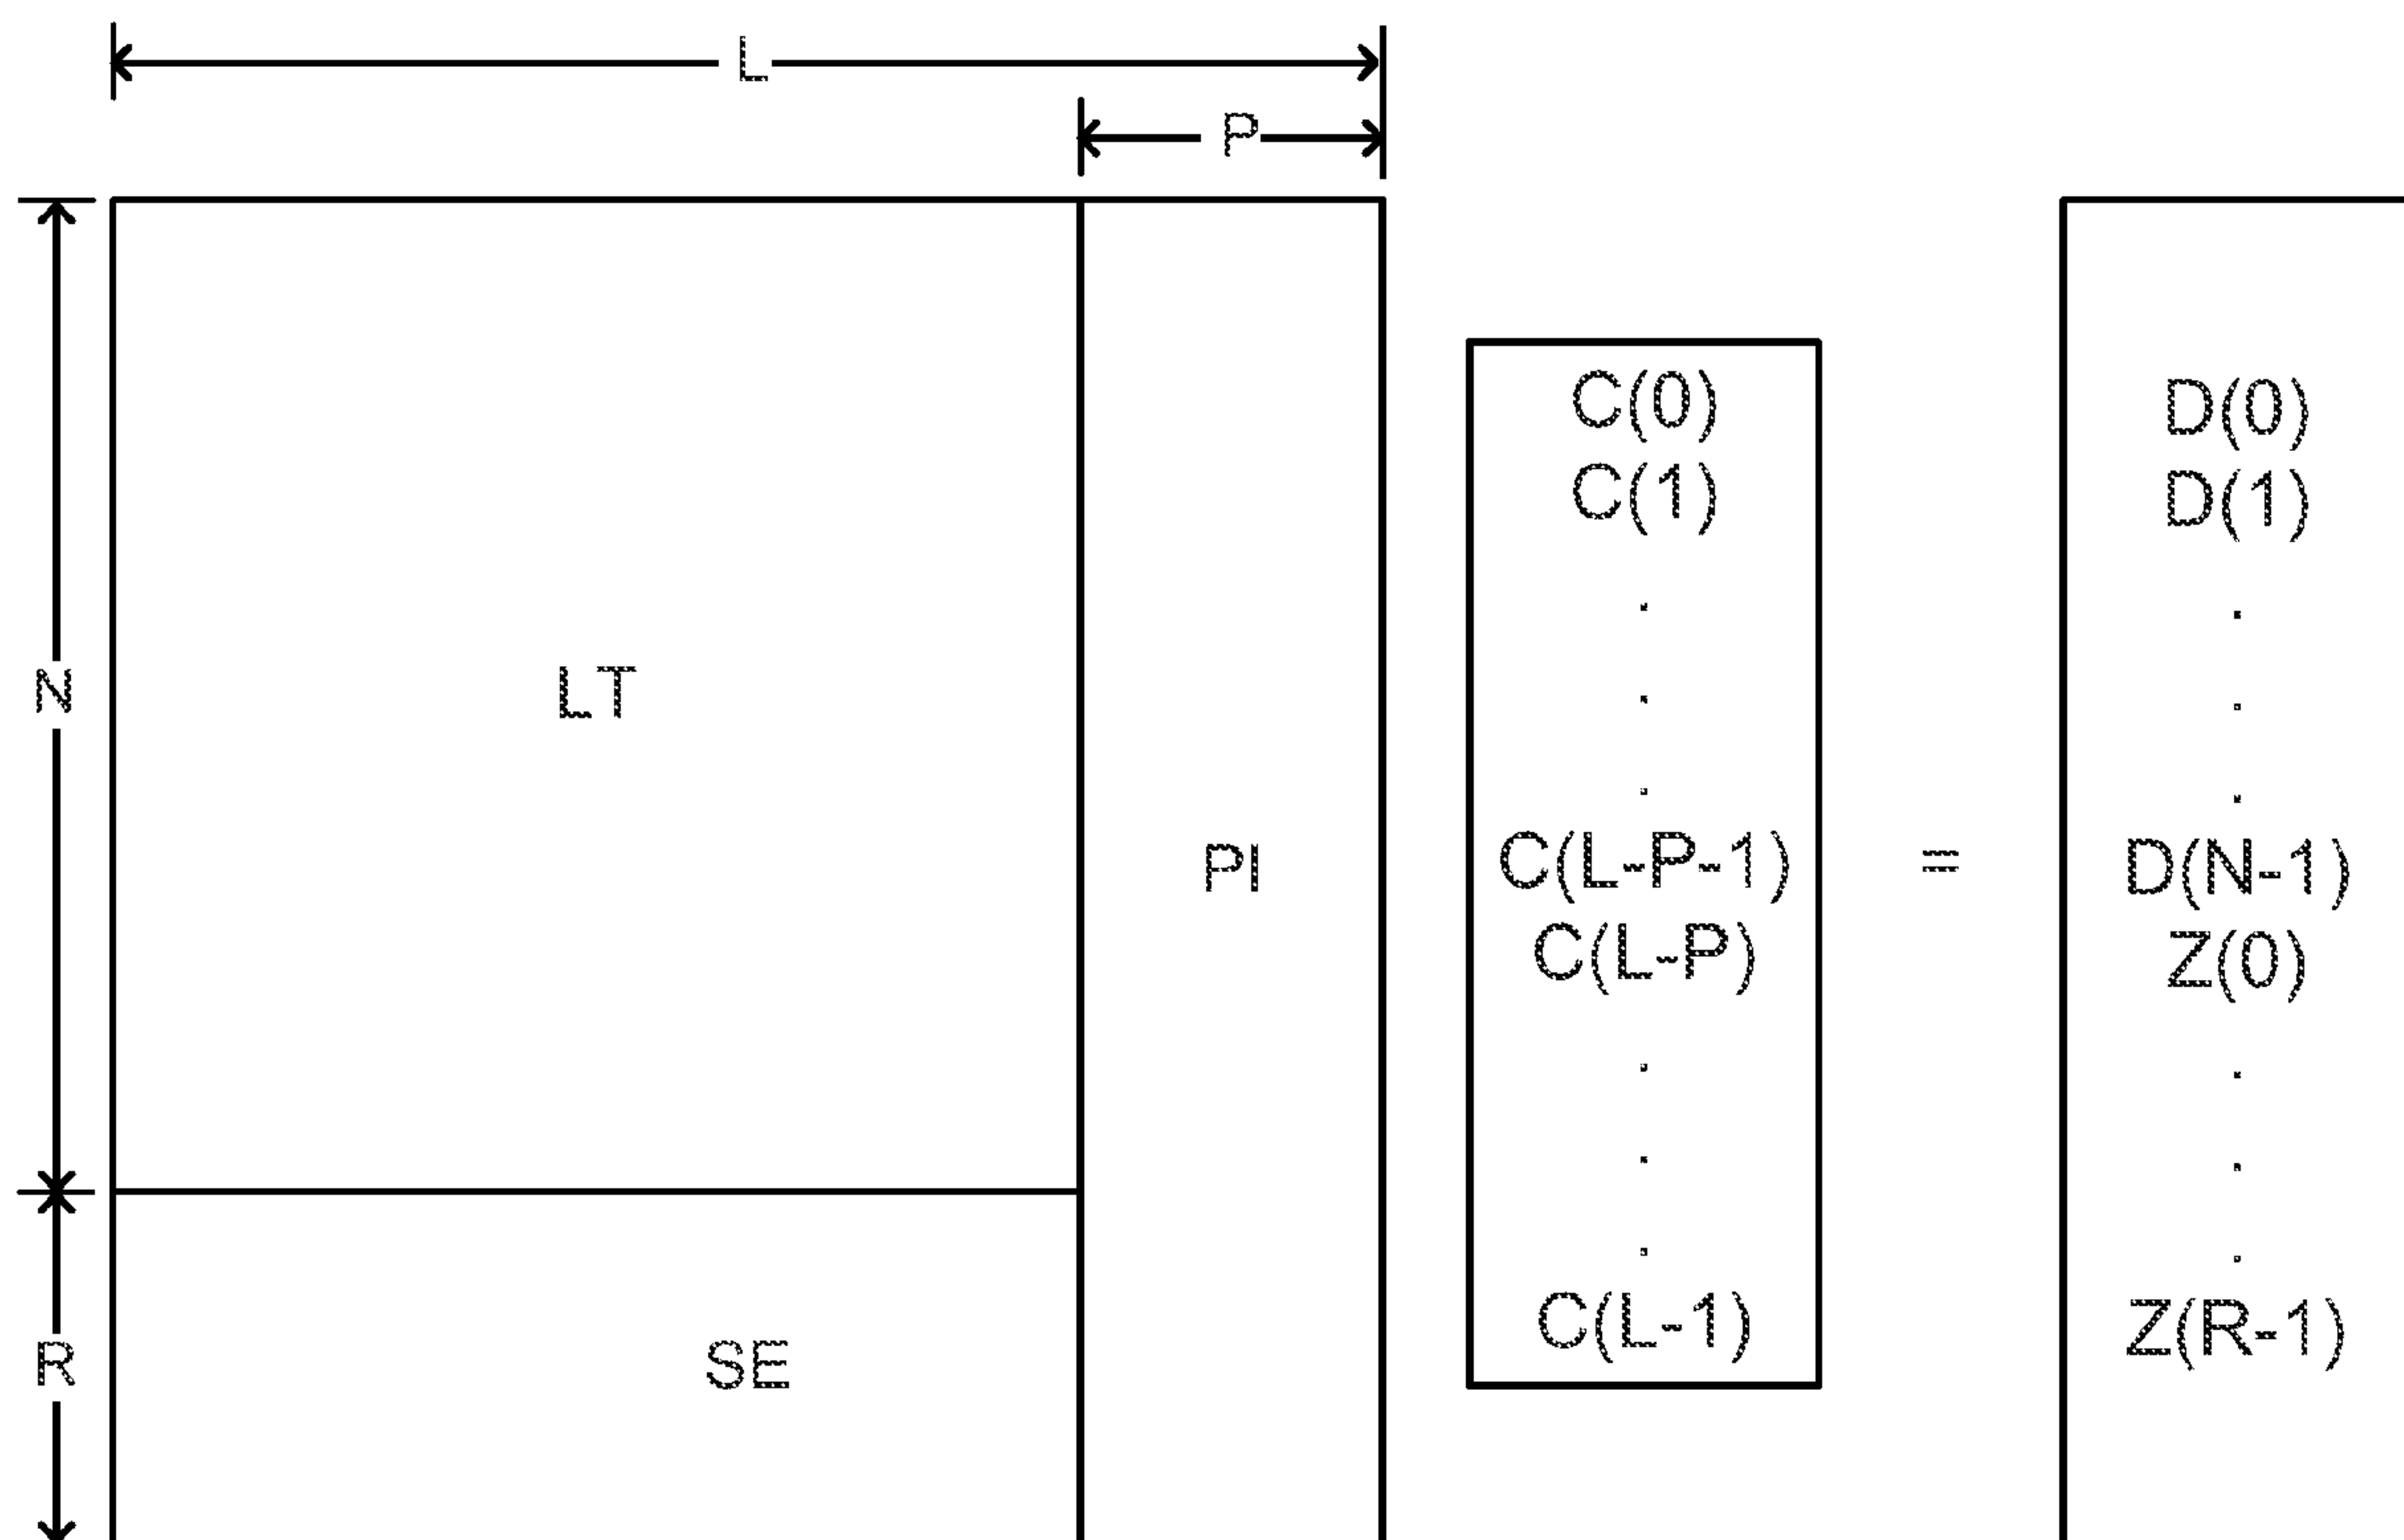 L
P
C(0)
D(0)
C(1)
D(1)
.
.
.
.
N
LT
.
.
.
.
C(L-P-1)
PI
=
D(N-1)
C(L-P)
Z(0)
.
.
.
.
.
.
C(L-1)
Z(R-1)
R
SE